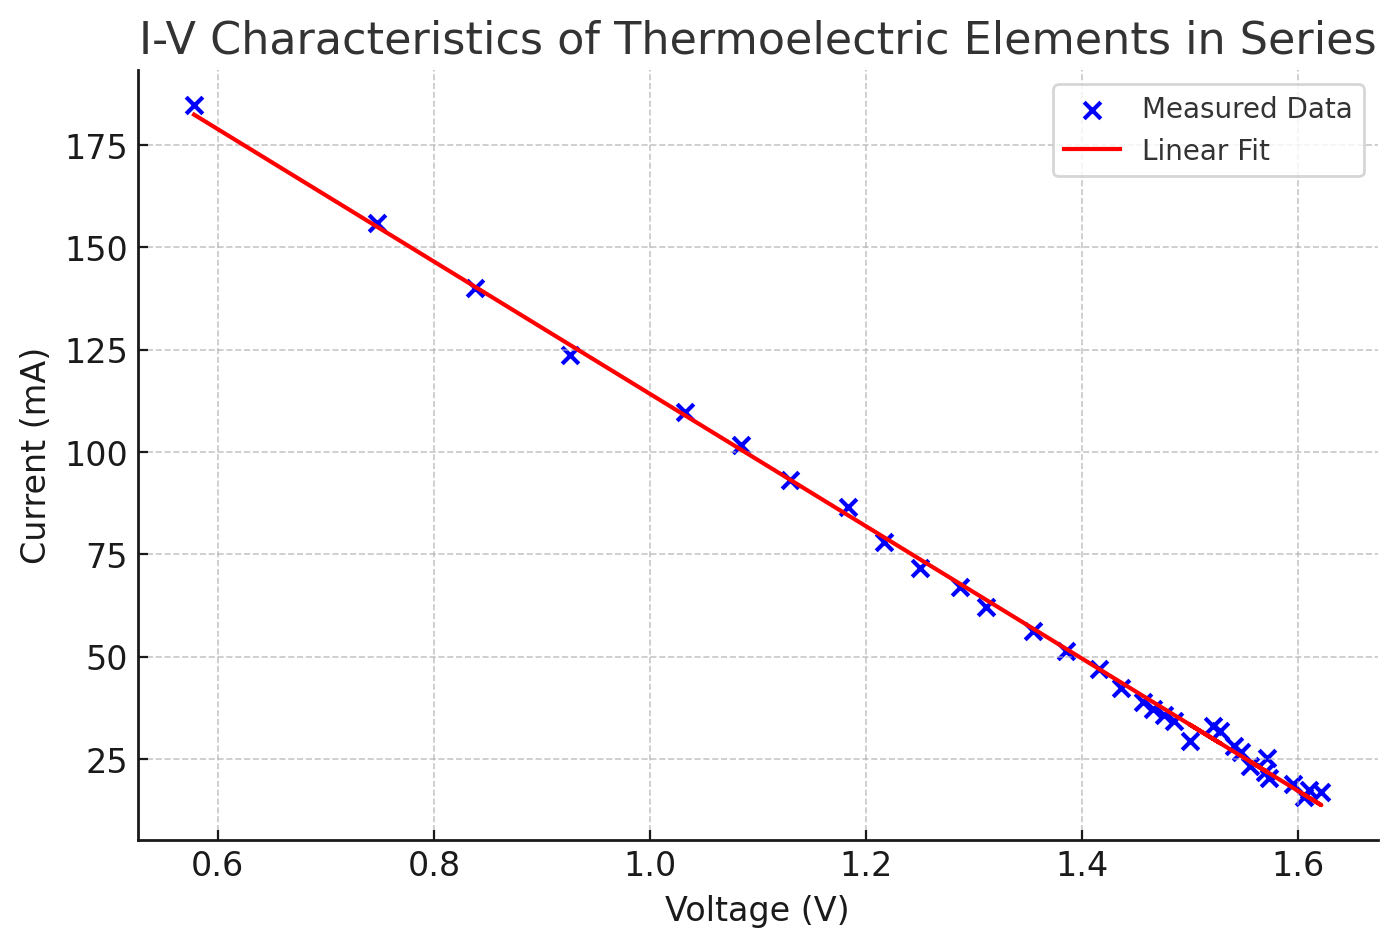 I-V Characteristics of Thermoelectric Elements in Series
Measured Data
Linear Fit
Current (mA)
175
150
125
100
75
50
25
0.6 0.8 1.0 1.2 1.4 1.6
Voltage (V)